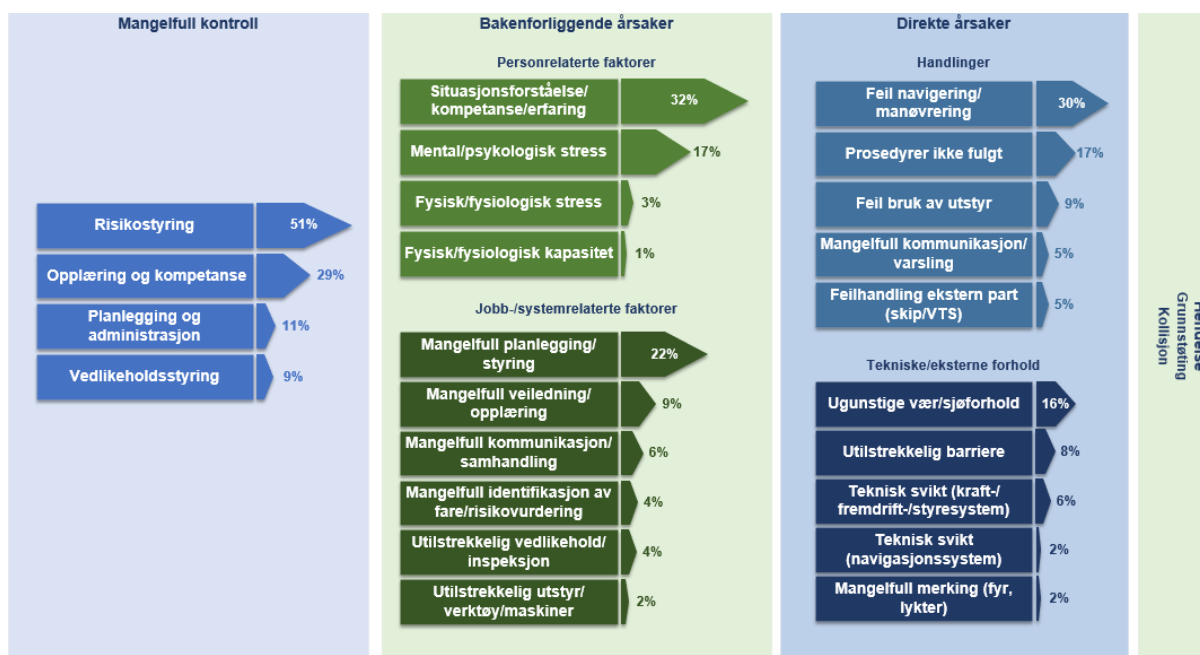 Mangelfull kontroll
Risikostyring
51%
Opplæring og kompetanse
29%
Planlegging og
administrasjon
11%
Vedlikeholdsstyring
9%
Bakenforliggende årsaker
Personrelaterte faktorer
Situasjonsforståelse/
kompetanse/erfaring
32%
Mental/psykologisk stress
17%
Fysisk/fysiologisk stress
3%
Fysisk/fysiologisk kapasitet
1%
Jobb-/systemrelaterte faktorer
Mangelfull planlegging/
styring
22%
Mangelfull veiledning/
opplæring
9%
Mangelfull kommunikasjon/
samhandling
6%
Mangelfull identifikasjon av
fare/risikovurdering
4%
Utilstrekkelig vedlikehold/
inspeksjon
4%
Utilstrekkelig utstyr/
verktøy/maskiner
2%
Direkte årsaker
Handlinger
Feil navigering/
manøvrering
30%
Prosedyrer ikke fulgt
17%
Feil bruk av utstyr
9%
Mangelfull kommunikasjon/
varsling
5%
Feilhandling ekstern part
(skip/VTS)
5%
Tekniske/eksterne forhold
Ugunstige vær/sjøforhold
16%
Utilstrekkelig barriere
8%
Teknisk svikt (kraft-/
fremdrift-/styresystem)
6%
Teknisk svikt
(navigasjonssystem)
2%
Mangelfull merking (fyr,
lykter)
2%
Grunnstøting
Kollisjon